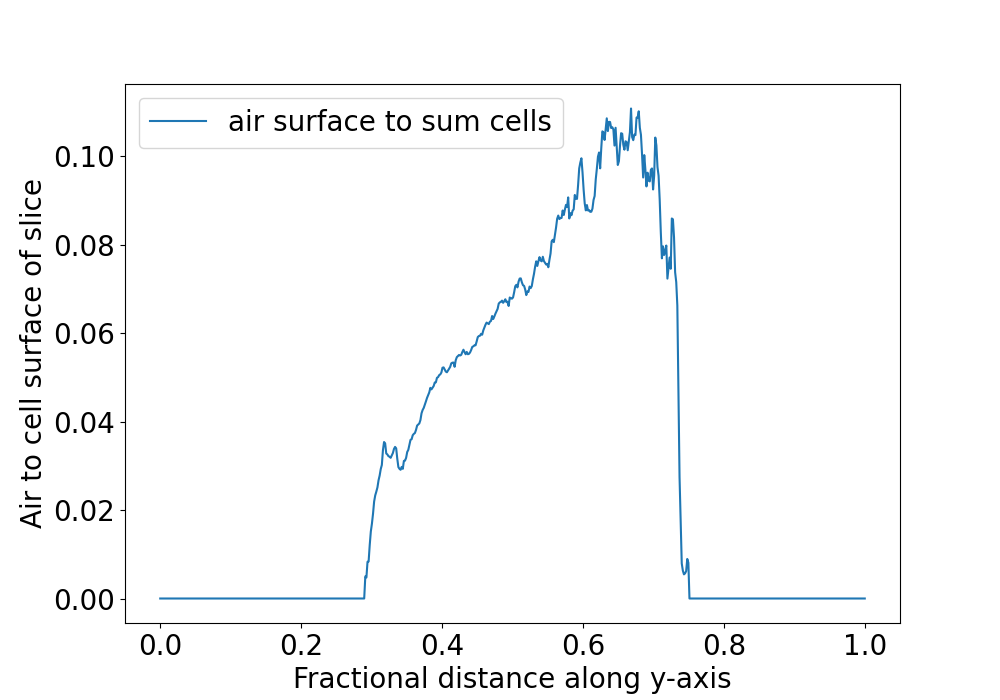 air surface to sum cells
Air to cell surface of slice
0.10
0.08
0.06
0.04
0.02
0.00
0.0 0.2 0.4 0.6 0.8 1.0
Fractional distance along y-axis